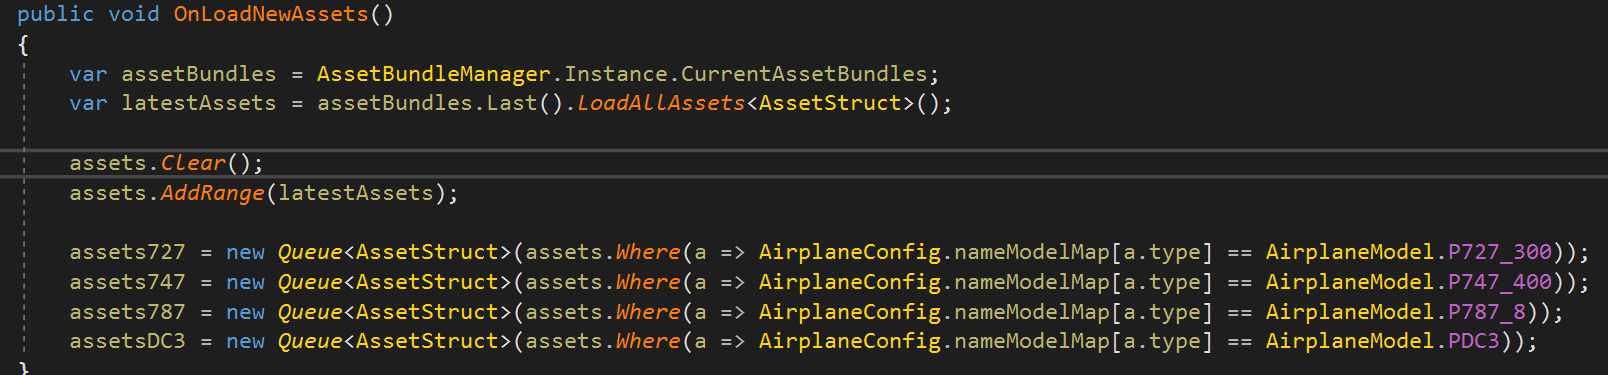 public void OnLoadNewAssets()
{
var assetBundles = AssetBundleManager.Instance.CurrentAssetBundles;
var latestAssets = assetBundles.Last().LoadAllAssets<AssetStruct>();
assets.Clear();
assets.AddRange(latestAssets);
assets727 = new Queue<AssetStruct>(assets.Where(a => AirplaneConfig.nameModelMap[a.type] == AirplaneModel.P727_300));
assets747 = new Queue<AssetStruct>(assets.Where(a => AirplaneConfig.nameModelMap[a.type] == AirplaneModel.P747_400));
assets787 = new Queue<AssetStruct>(assets.Where(a => AirplaneConfig.nameModelMap[a.type] == AirplaneModel.P787_8));
assetsDC3 = new Queue<AssetStruct>(assets.Where(a => AirplaneConfig.nameModelMap[a.type] == AirplaneModel.PDC3));
}